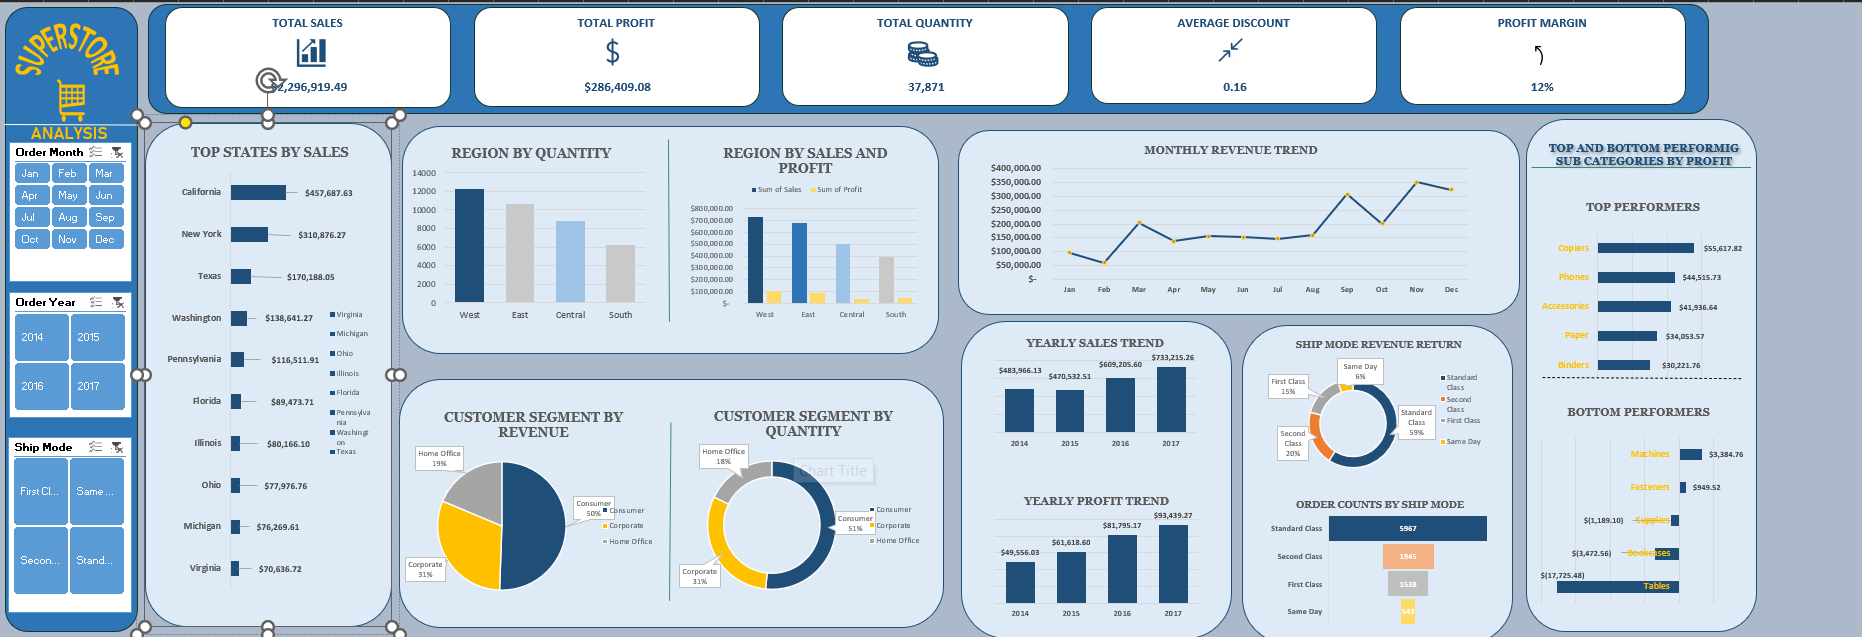 SUPERSTORE
ANALYSIS
TOTAL SALES
$2,296,919.49
TOTAL PROFIT
$286,409.08
TOTAL QUANTITY
37,871
AVERAGE DISCOUNT
0.16
PROFIT MARGIN
12%
Order Month
Jan Feb Mar
Apr May Jun
Jul Aug Sep
Oct Nov Dec
Order Year
2014 2015
2016 2017
Ship Mode
First Cl... Same ...
Secon... Stand...
TOP STATES BY SALES
California $457,687.63
New York $310,876.27
Texas $170,188.05
Washington $138,641.27
Pennsylvania $116,511.91
Florida $89,473.71
Illinois $80,166.10
Ohio $77,976.76
Michigan $76,269.61
Virginia $70,636.72
Virginia
Michigan
Ohio
Illinois
Florida
Pennsylva
nia
Washingt
on
Texas
REGION BY QUANTITY
14000
12000
10000
8000
6000
4000
2000
0
West East Central South
REGION BY SALES AND
PROFIT
Sum of Sales Sum of Profit
$800,000.00
$700,000.00
$600,000.00
$500,000.00
$400,000.00
$300,000.00
$200,000.00
$100,000.00
$-
West East Central South
CUSTOMER SEGMENT BY
REVENUE
Home Office
19%
Consumer
50%
Corporate
31%
Consumer
Corporate
Home Office
CUSTOMER SEGMENT BY
QUANTITY
Chart Title
Home Office
18%
Consumer
51%
Corporate
31%
Consumer
Corporate
Home Office
MONTHLY REVENUE TREND
$400,000.00
$350,000.00
$300,000.00
$250,000.00
$200,000.00
$150,000.00
$100,000.00
$50,000.00
$-
Jan Feb Mar Apr May Jun Jul Aug Sep Oct Nov Dec
YEARLY SALES TREND
$483,966.13 $470,532.51 $609,205.60 $733,215.26
2014 2015 2016 2017
YEARLY PROFIT TREND
$49,556.03 $61,618.60 $81,795.17 $93,439.27
2014 2015 2016 2017
SHIP MODE REVENUE RETURN
Same Day
6%
First Class
15%
Second
Class
20%
Standard
Class
59%
Standard
Class
Second
Class
First Class
Same Day
ORDER COUNTS BY SHIP MODE
Standard Class 5967
Second Class 1945
First Class 1538
Same Day 543
TOP AND BOTTOM PERFORMIG
SUB CATEGORIES BY PROFIT
TOP PERFORMERS
Copiers $55,617.82
Phones $44,515.73
Accessories $41,936.64
Paper $34,053.57
Binders $30,221.76
BOTTOM PERFORMERS
Machines $3,384.76
Fasteners $949.52
$(1,189.10) Supplies
$(3,472.56) Bookcases
$(17,725.48)
Tables